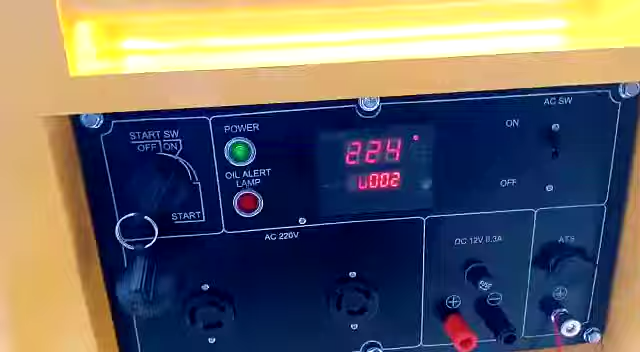 START SW
OFF ON
START
POWER
OIL ALERT
LAMP
224
u002
AC SW
ON
OFF
AC 220V
DC 12V 8.3A
ATS